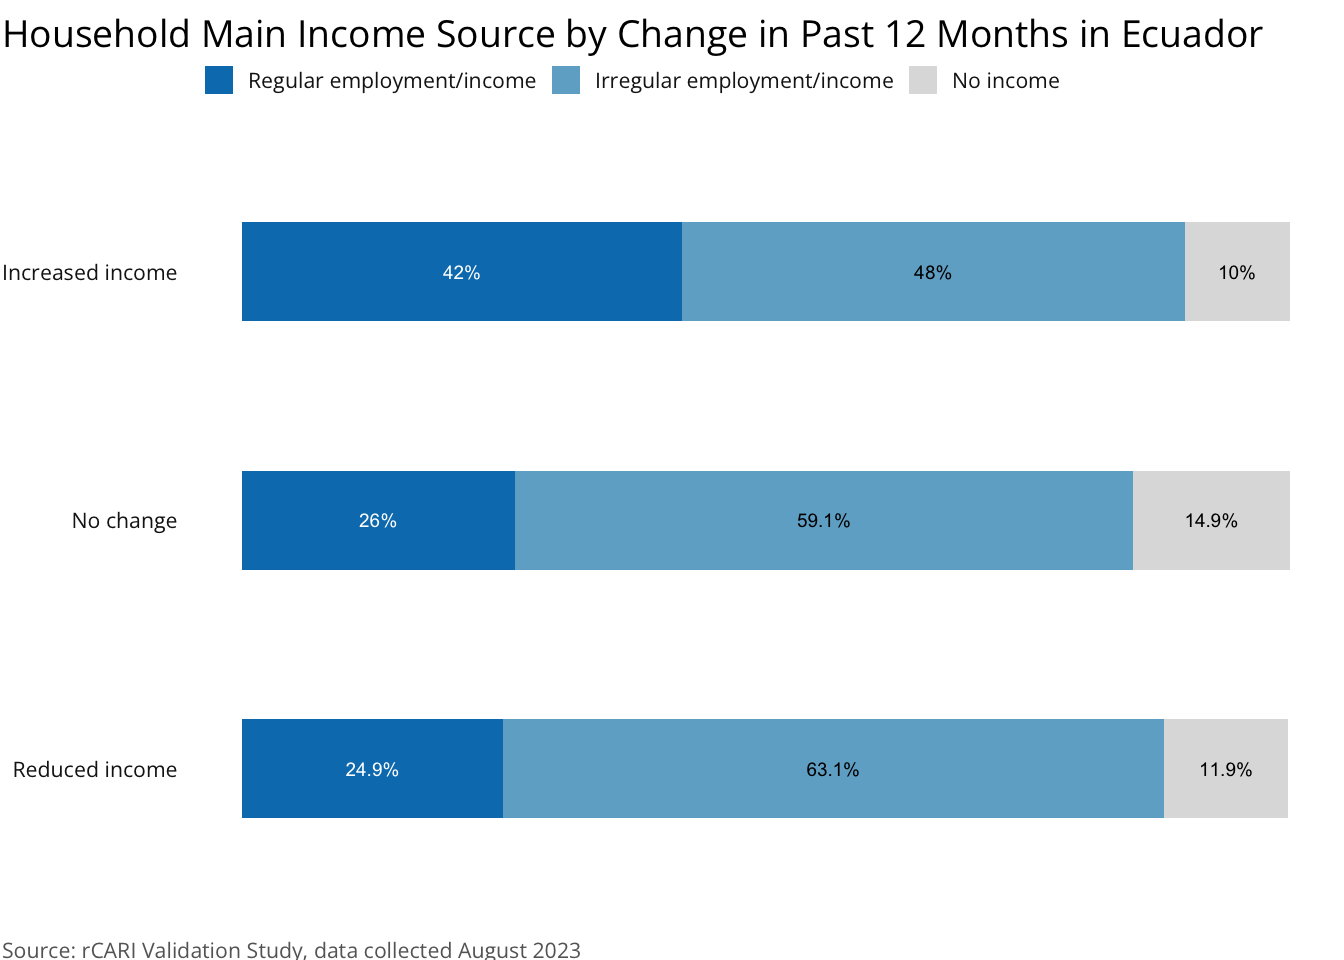 Household Main Income Source by Change in Past 12 Months in Ecuador
Regular employment/income Irregular employment/income No income
Increased income 42% 48% 10%
No change 26% 59.1% 14.9%
Reduced income 24.9% 63.1% 11.9%
Source: rCARI Validation Study, data collected August 2023